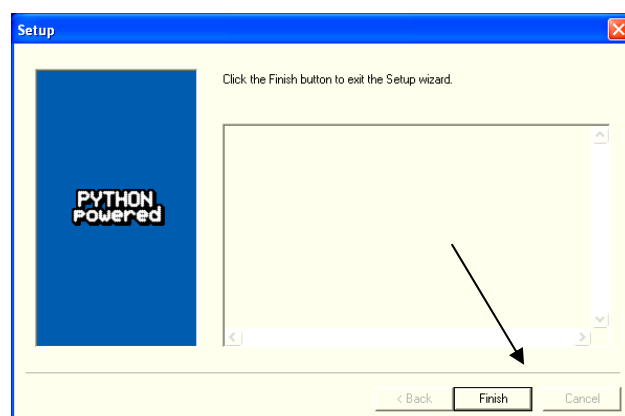 Setup
Click the Finish button to exit the Setup wizard.
PYTHON
Powered
< Back Finish Cancel